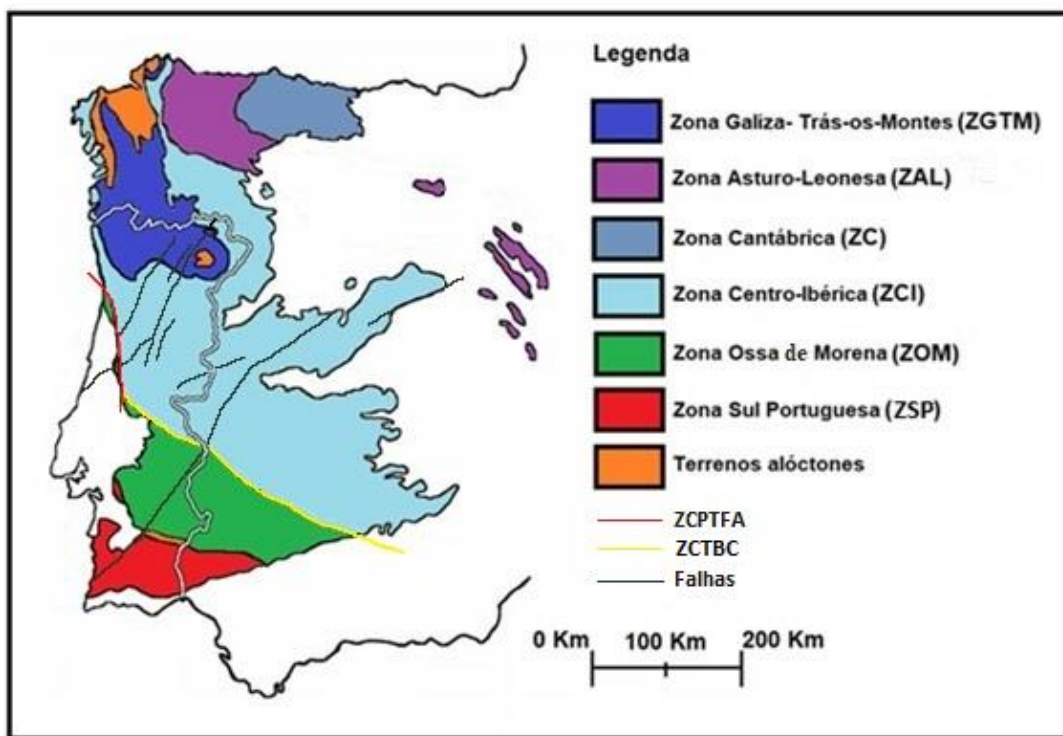 Legenda
Zona Galiza- Trás-os-Montes (ZGTM)
Zona Asturo-Leonesa (ZAL)
Zona Cantábrica (ZC)
Zona Centro-Ibérica (ZCI)
Zona Ossa de Morena (ZOM)
Zona Sul Portuguesa (ZSP)
Terrenos alóctones
ZCPTFA
ZCTBC
Falhas
0 Km 100 Km 200 Km